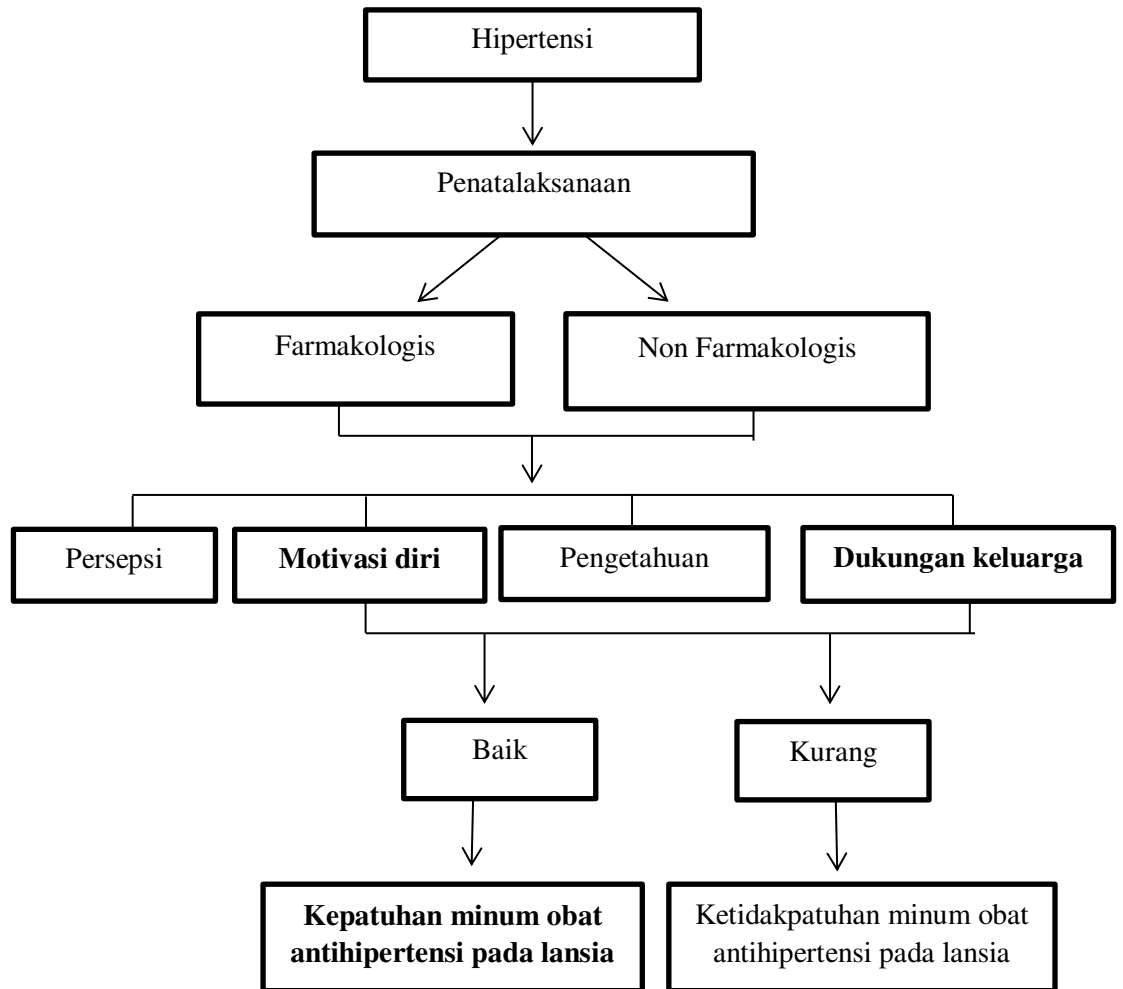 Hipertensi
Penatalaksanaan
Farmakologis
Non Farmakologis
Persepsi
Motivasi diri
Pengetahuan
Dukungan keluarga
Baik
Kurang
Kepatuhan minum obat
antihipertensi pada lansia
Ketidakpatuhan minum obat
antihipertensi pada lansia